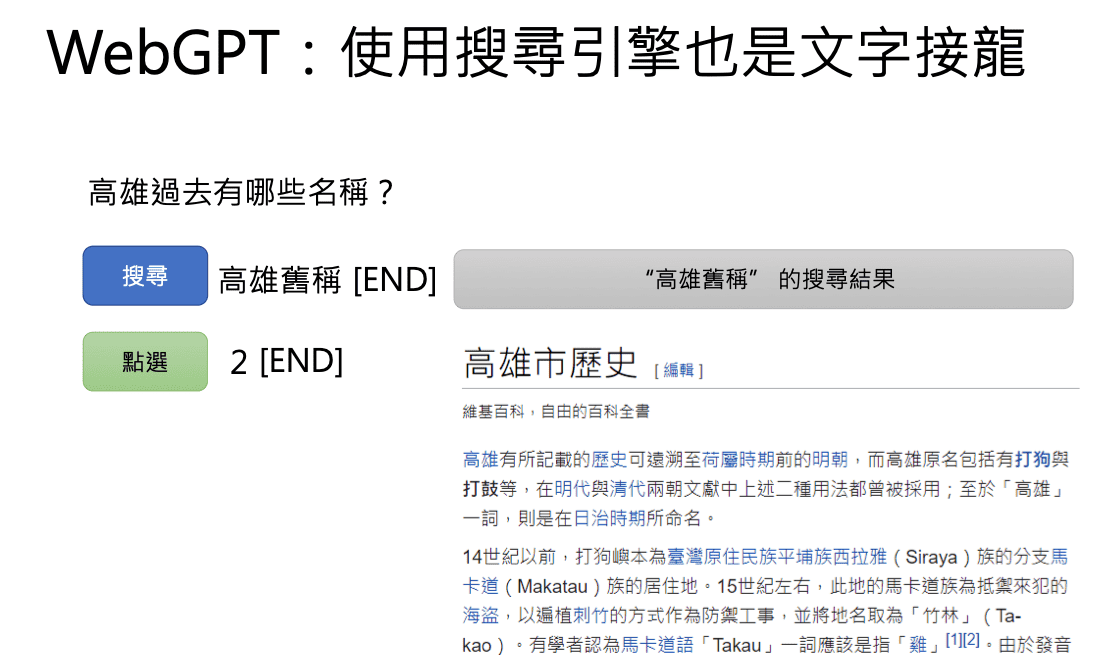 WebGPT：使用搜尋引擎也是文字接龍
高雄過去有哪些名稱？
搜尋 高雄舊稱 [END] “高雄舊稱” 的搜尋結果
點選 2 [END]
高雄市歷史 [編輯]
維基百科，自由的百科全書
高雄有所記載的歷史可遠溯至荷屬時期前的明朝，而高雄原名包括有打狗與
打鼓等，在明代與清代兩朝文獻中上述二種用法都曾被採用；至於「高雄」
一詞，則是在日治時期所命名。
14世紀以前，打狗嶼本為臺灣原住民族平埔族西拉雅（Siraya）族的分支馬
卡道（Makatau）族的居住地。15世紀左右，此地的馬卡道族為抵禦來犯的
海盜，以遍植刺竹的方式作為防禦工事，並將地名取為「竹林」（Ta-
kao）。有學者認為馬卡道語「Takau」一詞應該是指「雞」[1][2]。由於發音